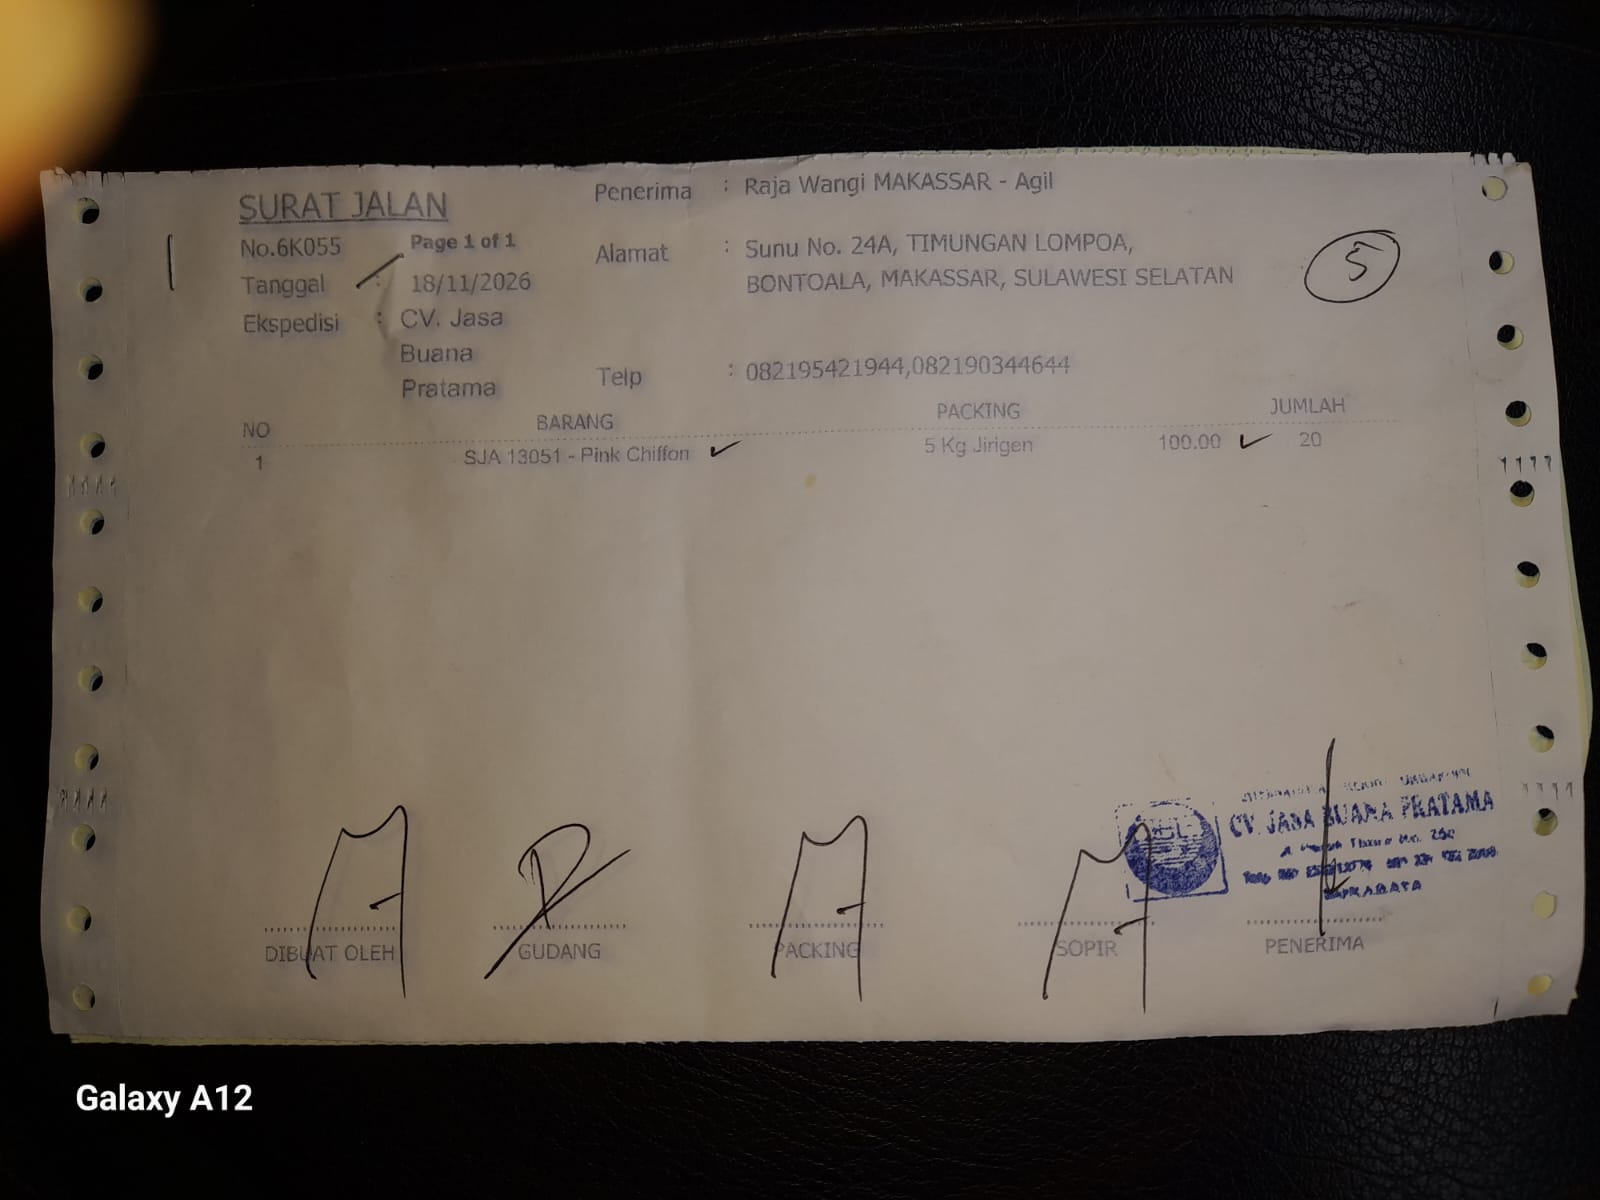 SURAT JALAN
No.6K055 Page 1 of 1
Tanggal : 18/11/2026
Ekspedisi : CV. Jasa
Buana
Pratama
Penerima : Raja Wangi MAKASSAR - Agil
Alamat : Sunu No. 24A, TIMUNGAN LOMPOA,
BONTOALA, MAKASSAR, SULAWESI SELATAN
Telp : 082195421944,082190344644
5
NO BARANG PACKING JUMLAH
1 SJA 13051 - Pink Chiffon 5 Kg Jirigen 100.00 20
CV. JASA BUANA PRATAMA
SURABAYA
DIBUAT OLEH GUDANG PACKING SOPIR PENERIMA
Galaxy A12